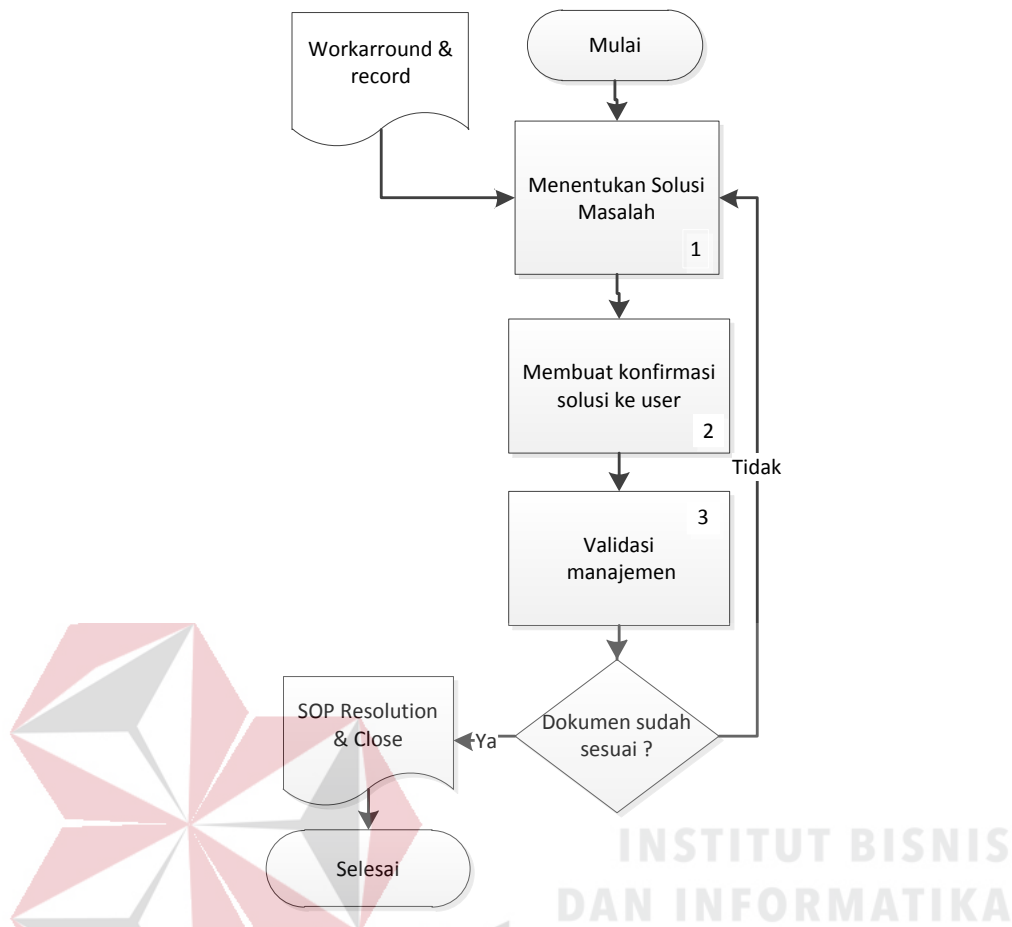 Workarround &
record
Mulai
Menentukan Solusi
Masalah
1
Membuat konfirmasi
solusi ke user
2
Tidak
3
Validasi
manajemen
Dokumen sudah
sesuai ?
Ya
SOP Resolution
& Close
Selesai
INSTITUT BISNIS
DAN INFORMATIKA